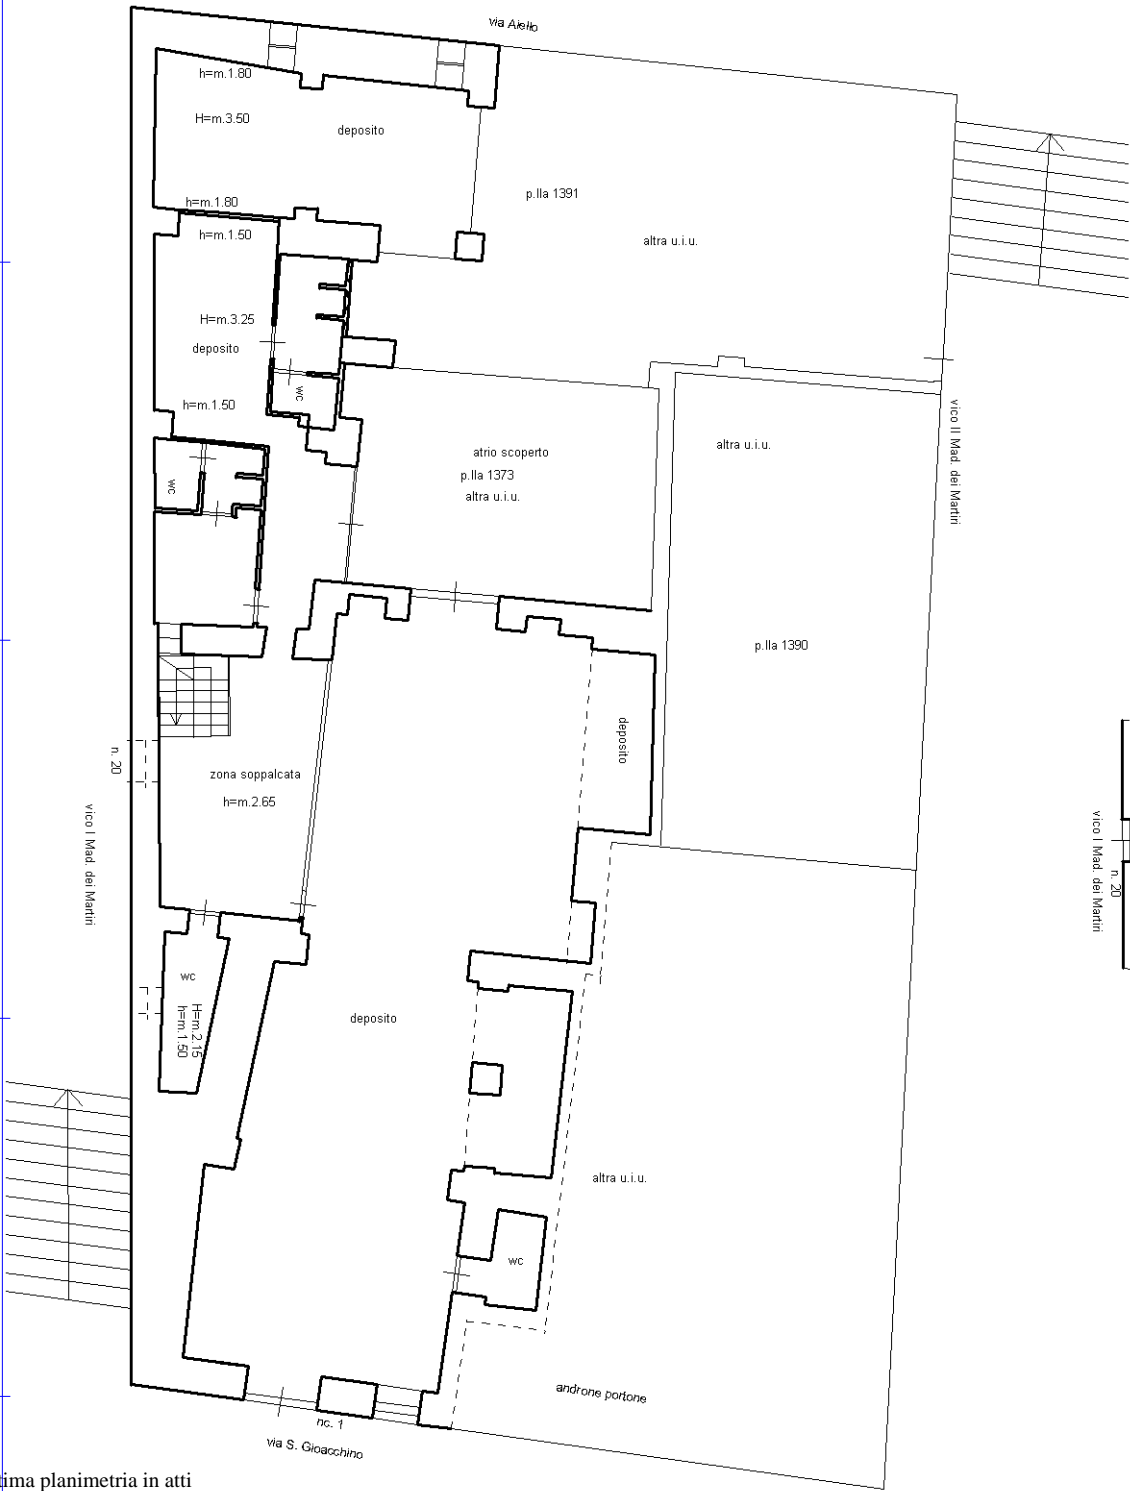 via Aiello
h=m.1.80
H=m.3.50
deposito
p.lla 1391
h=m.1.80
h=m.1.50
altra u.i.u.
H=m.3.25
deposito
wc
h=m.1.50
vico II Mad. dei Martiri
altra u.i.u.
atrio scoperto
p.lla 1373
altra u.i.u.
wc
p.lla 1390
deposito
n. 20
zona soppalcata
h=m.2.65
vico I Mad. dei Martiri
vico I Mad. dei Martiri
n. 20
wc
H=m.2.15
h=m.1.50
deposito
altra u.i.u.
wc
androne portone
nc. 1
via S. Gioacchino
tima planimetria in atti